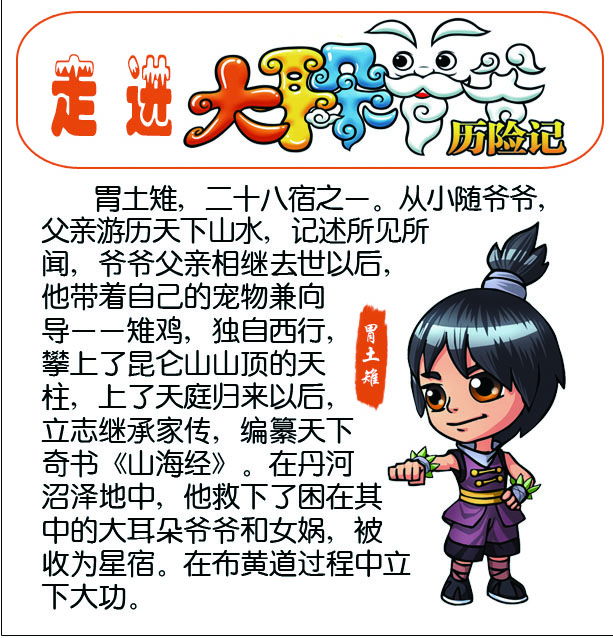 走进大耳朵爷爷历险记
胃土雉，二十八宿之一。从小随爷爷，
父亲游历天下山水，记述所见所
闻，爷爷父亲相继去世以后，
他带着自己的宠物兼向
导一一雉鸡，独自西行，
攀上了昆仑山山顶的天
柱，上了天庭归来以后，
立志继承家传，编纂天下
奇书《山海经》。在丹河
沼泽地中，他救下了困在其
中的大耳朵爷爷和女娲，被
收为星宿。在布黄道过程中立
下大功。
胃土雉